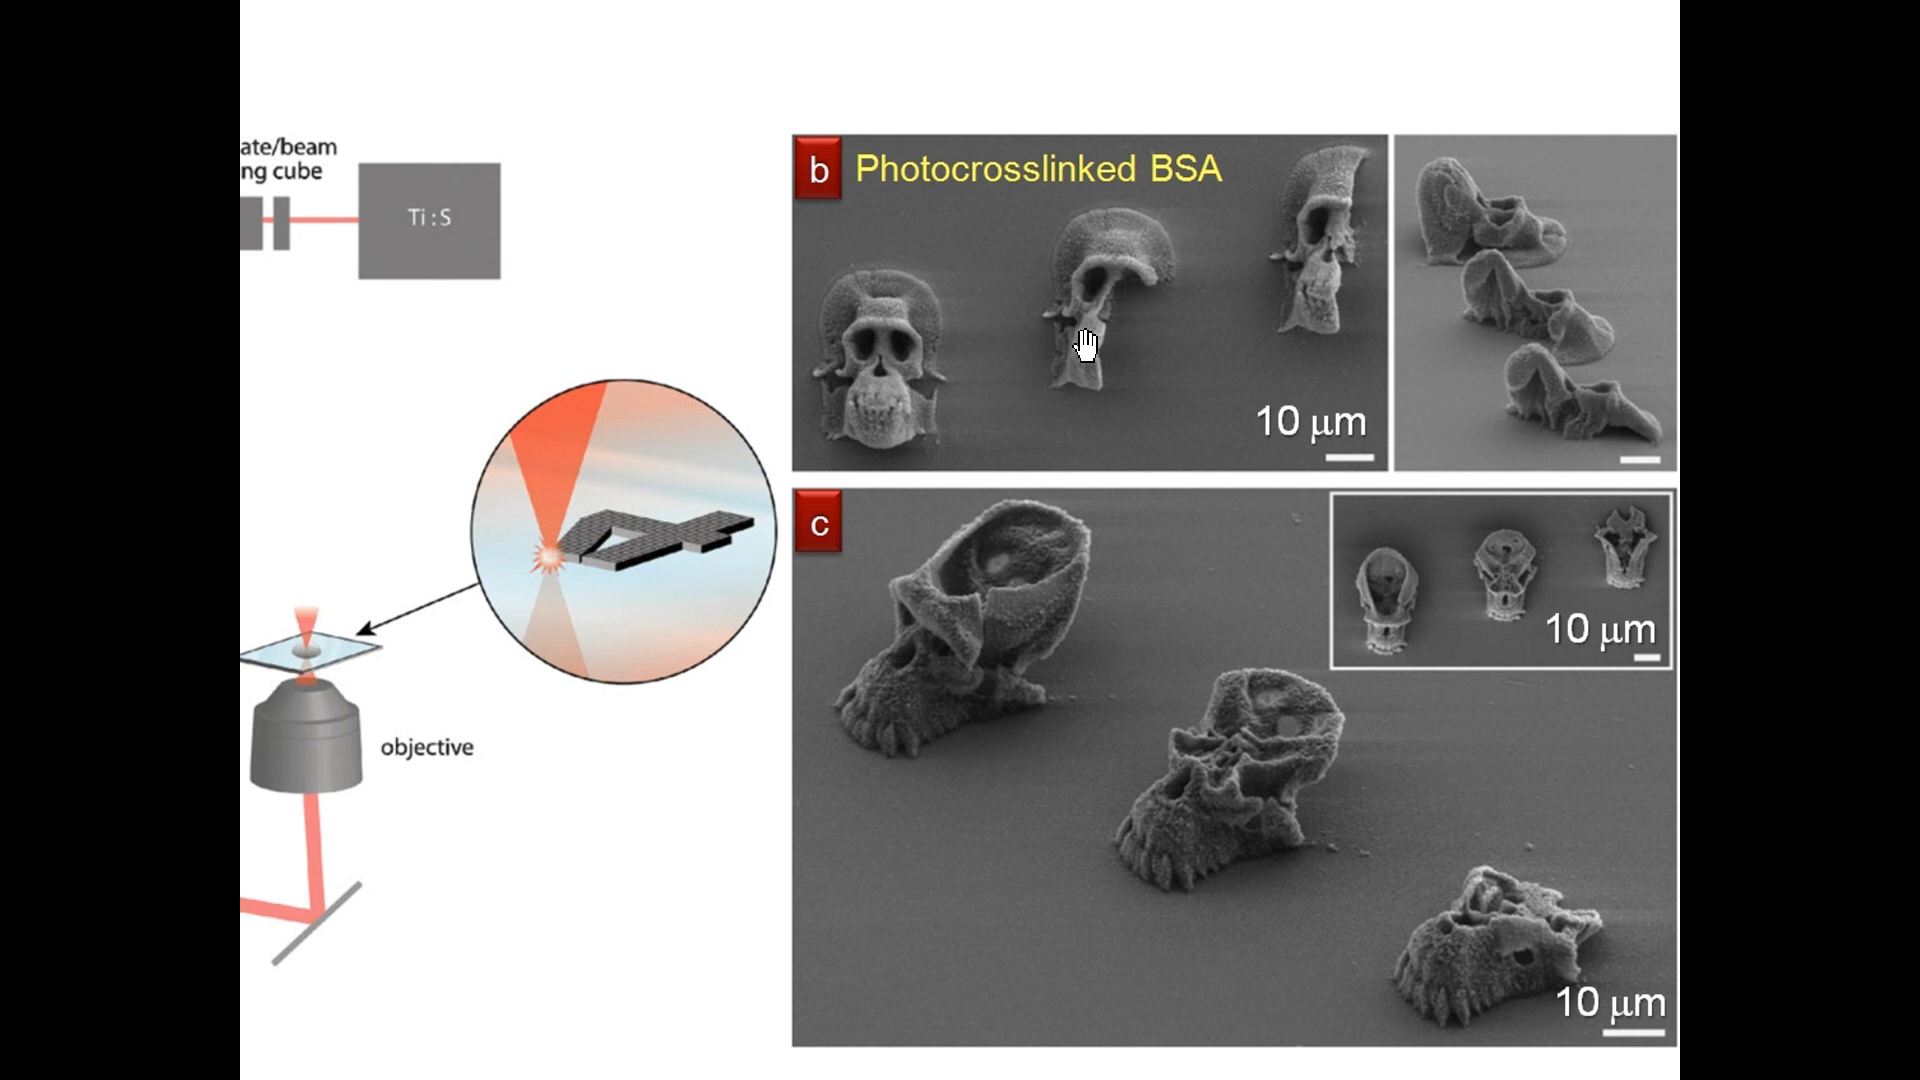 ate/beam
ng cube
Ti:S
objective
b
Photocrosslinked BSA
10 μm
c
10 μm
10 μm